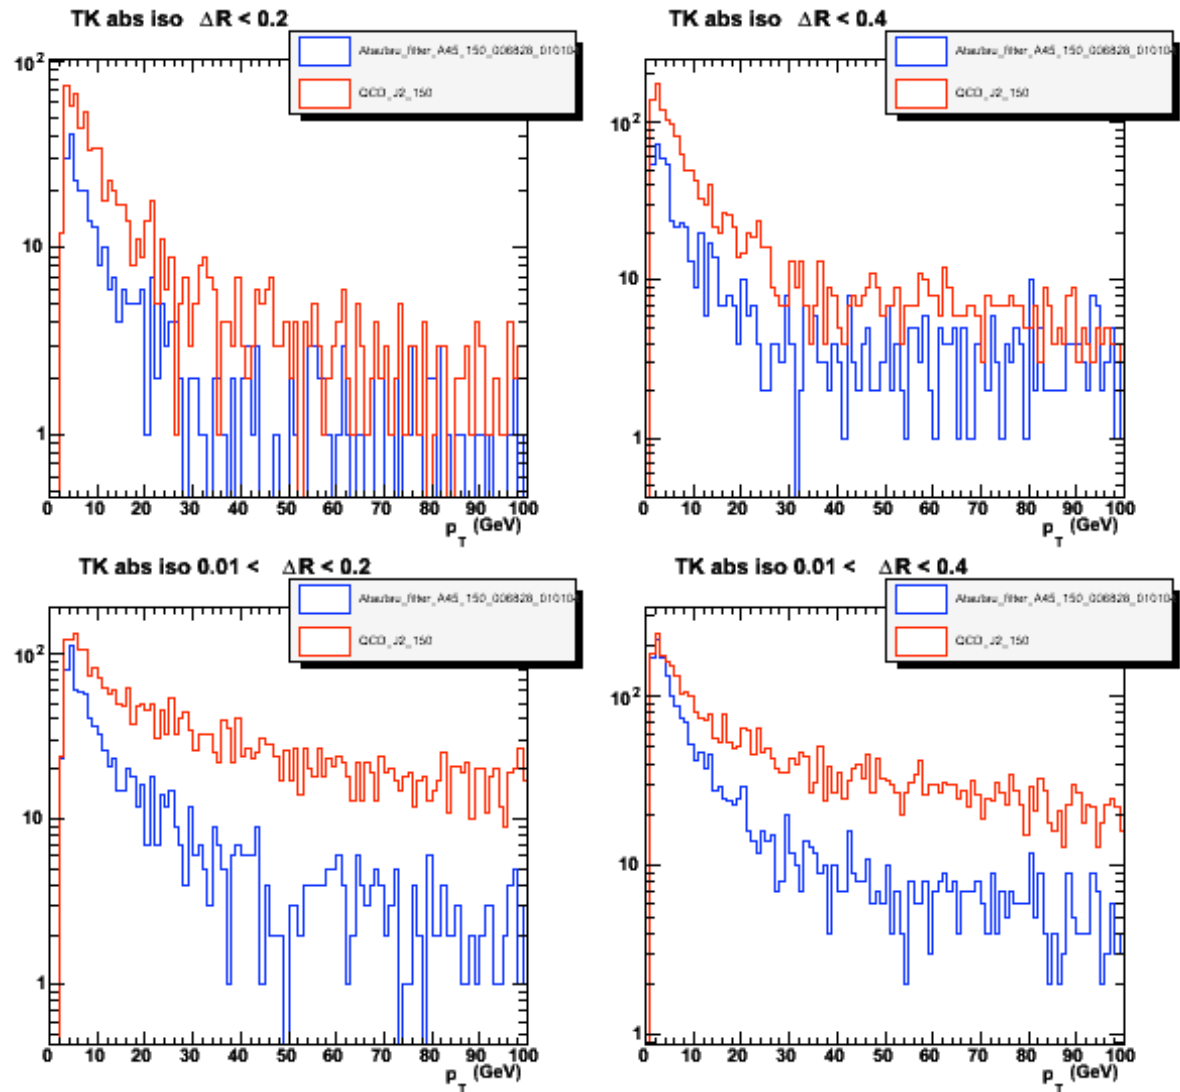 TK abs iso ΔR < 0.2
QCD_J2_150
10²
10
1
0 10 20 30 40 50 60 70 80 90 100
p_T (GeV)
TK abs iso ΔR < 0.4
QCD_J2_150
10²
10
1
0 10 20 30 40 50 60 70 80 90 100
p_T (GeV)
TK abs iso 0.01 < ΔR < 0.2
QCD_J2_150
10²
10
1
0 10 20 30 40 50 60 70 80 90 100
p_T (GeV)
TK abs iso 0.01 < ΔR < 0.4
QCD_J2_150
10²
10
1
0 10 20 30 40 50 60 70 80 90 100
p_T (GeV)